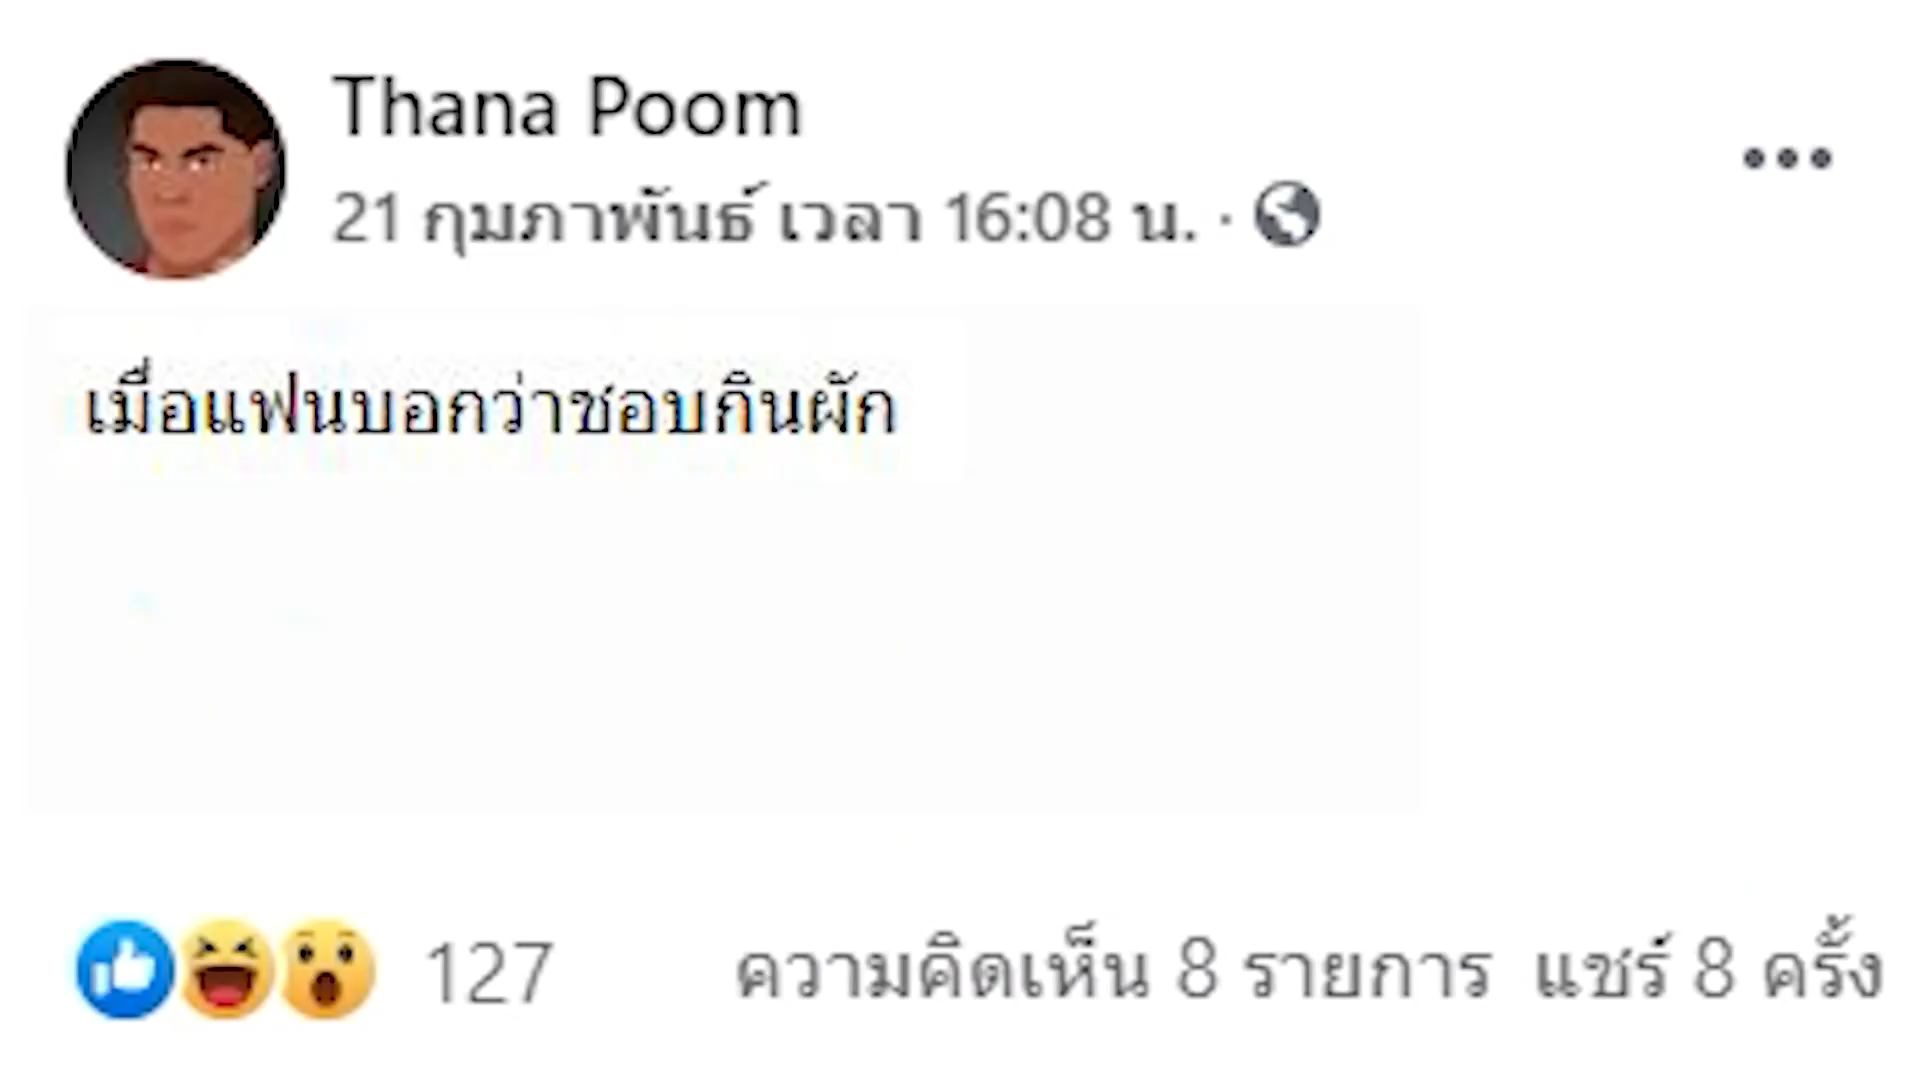 Thana Poom
21 กุมภาพันธ์ เวลา 16:08 น. ·
เมื่อแฟนบอกว่าชอบกินผัก
127 ความคิดเห็น 8 รายการ แชร์ 8 ครั้ง